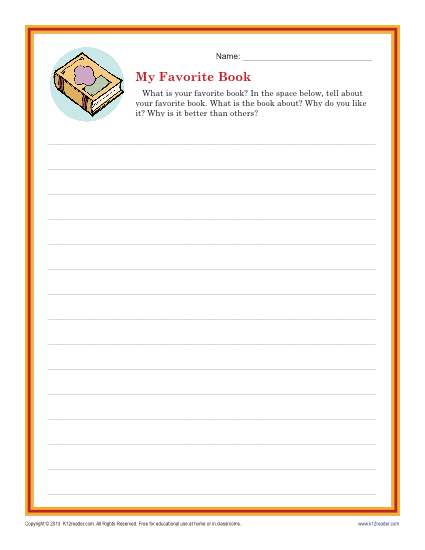 Name:
My Favorite Book
What is your favorite book? In the space below, tell about
your favorite book. What is the book about? Why do you like
it? Why is it better than others?
Copyright © 2013 K12reader.com. All Rights Reserved. Free for educational use at home or in classrooms.
www.k12reader.com